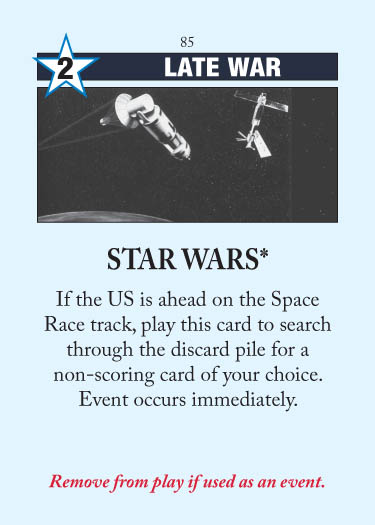 85
2
LATE WAR
STAR WARS*
If the US is ahead on the Space
Race track, play this card to search
through the discard pile for a
non-scoring card of your choice.
Event occurs immediately.
Remove from play if used as an event.